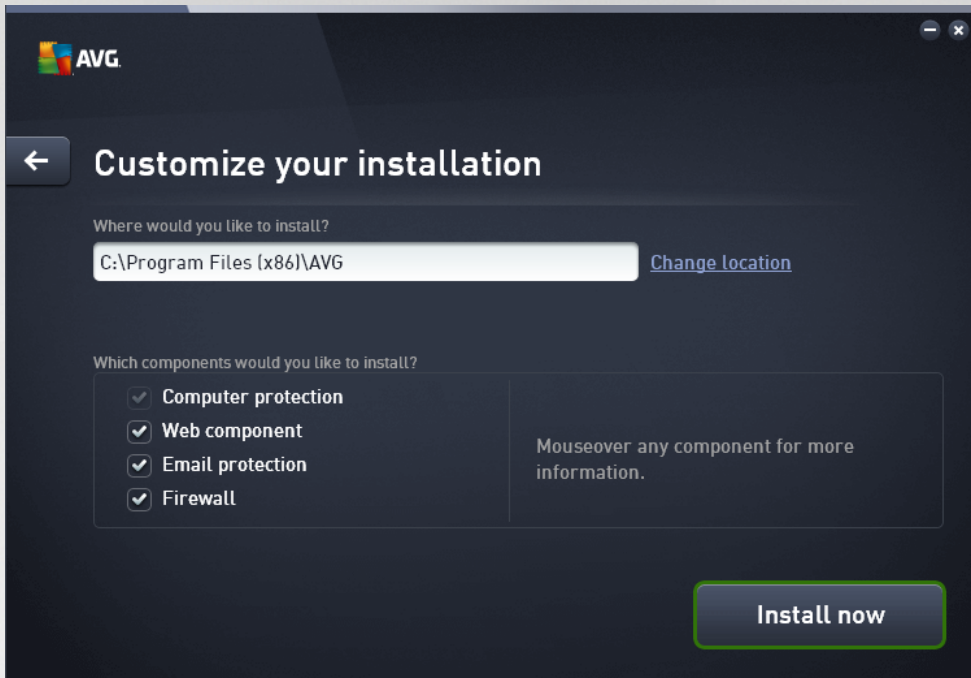 AVG.
Customize your installation
Where would you like to install?
C:\Program Files (x86)\AVG
Change location
Which components would you like to install?
Computer protection
Web component
Email protection
Firewall
Mouseover any component for more
information.
Install now